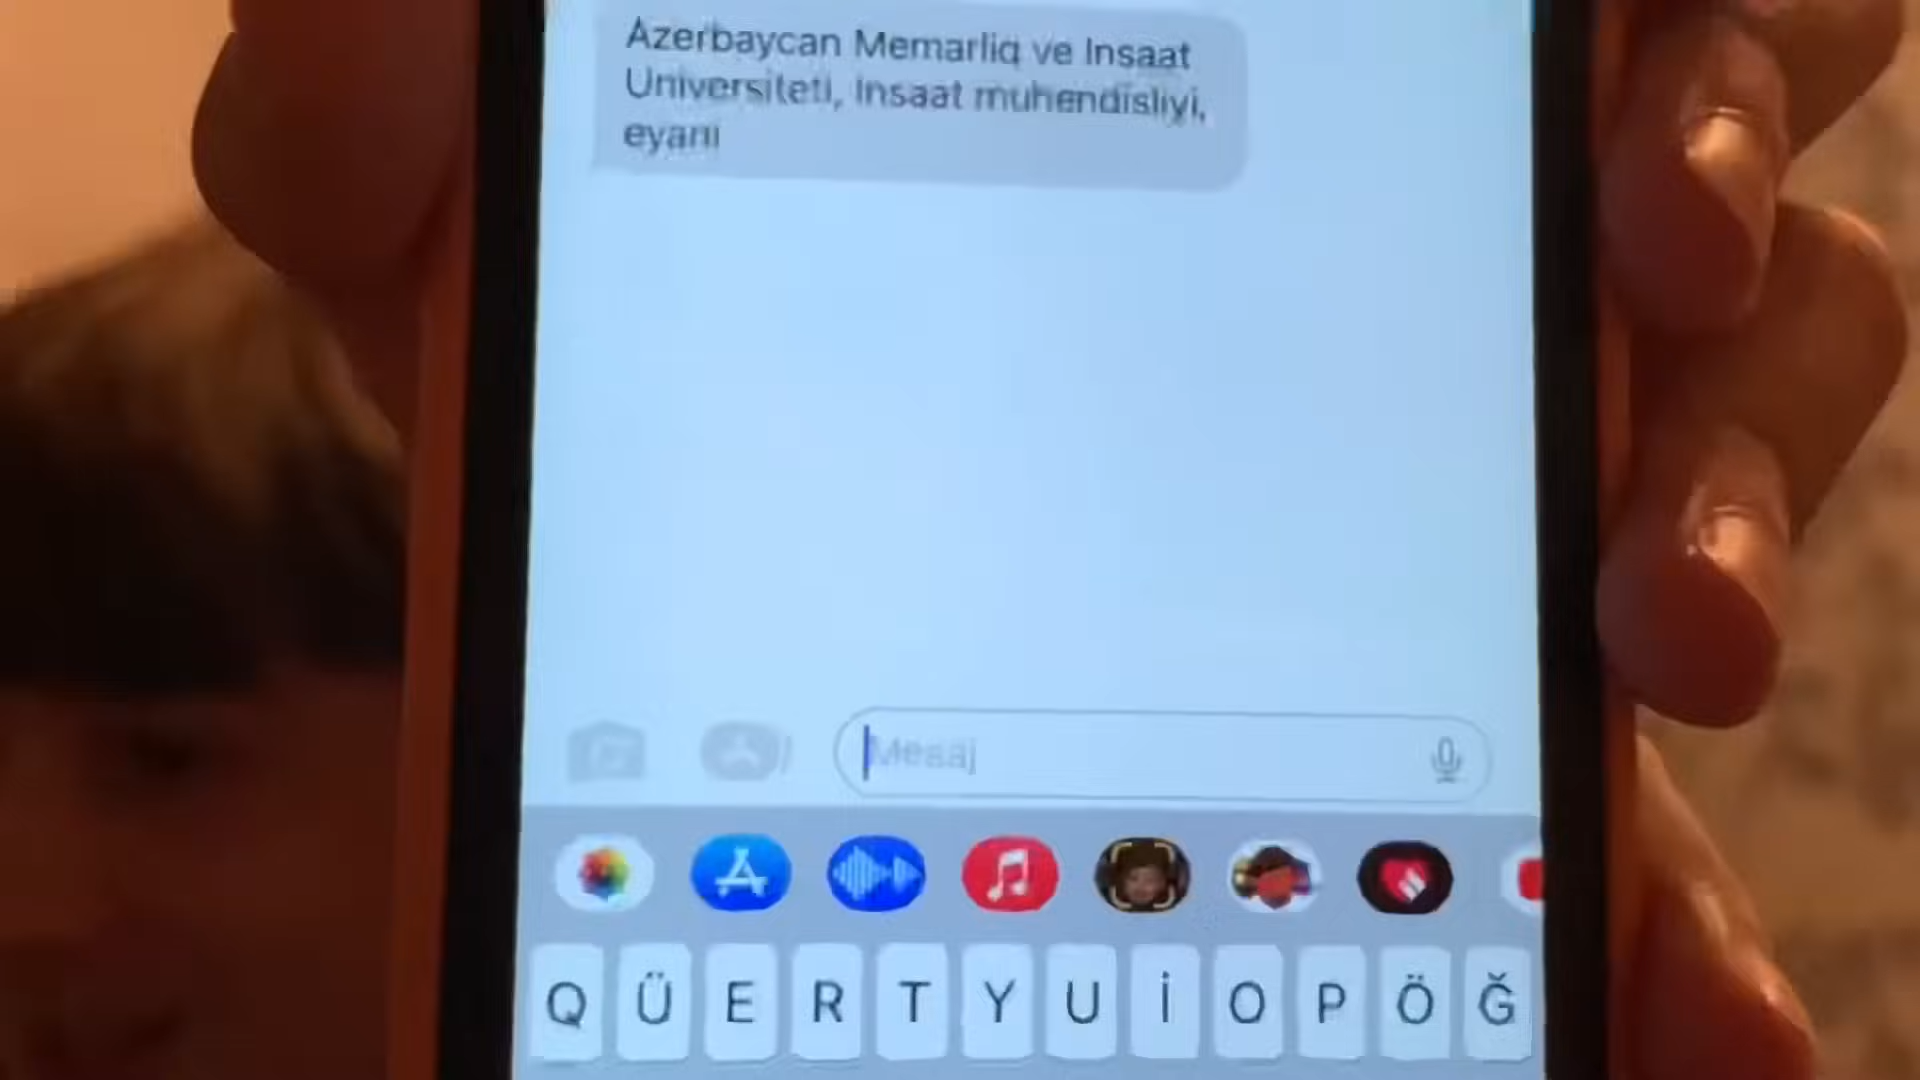 Azerbaycan Memarliq ve Insaat
Universiteti, Insaat muhendisliyi,
eyani
Mesaj
Q Ü E R T Y U İ O P Ö Ğ